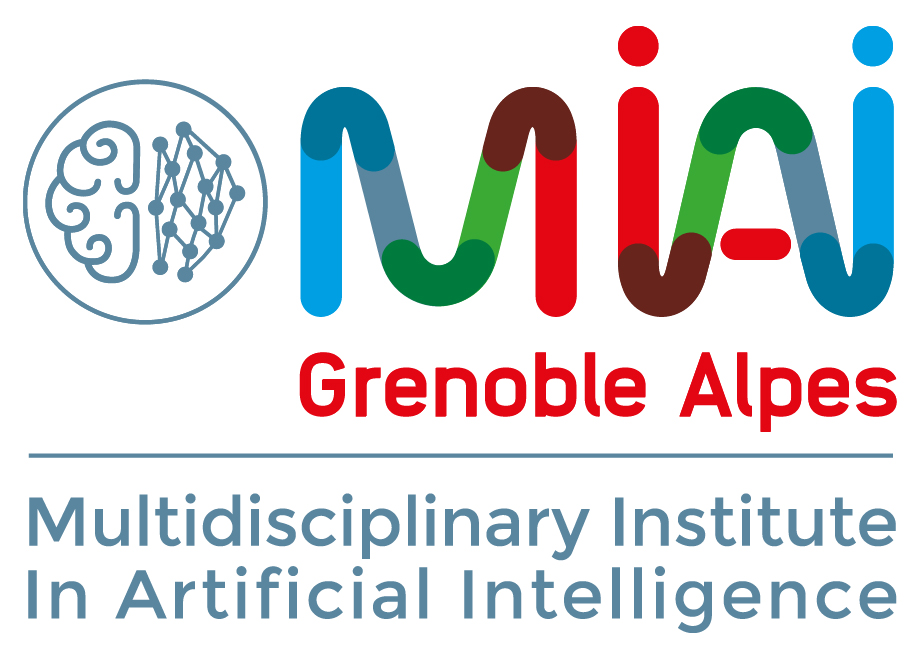 MiAi
Grenoble Alpes
Multidisciplinary Institute
In Artificial Intelligence